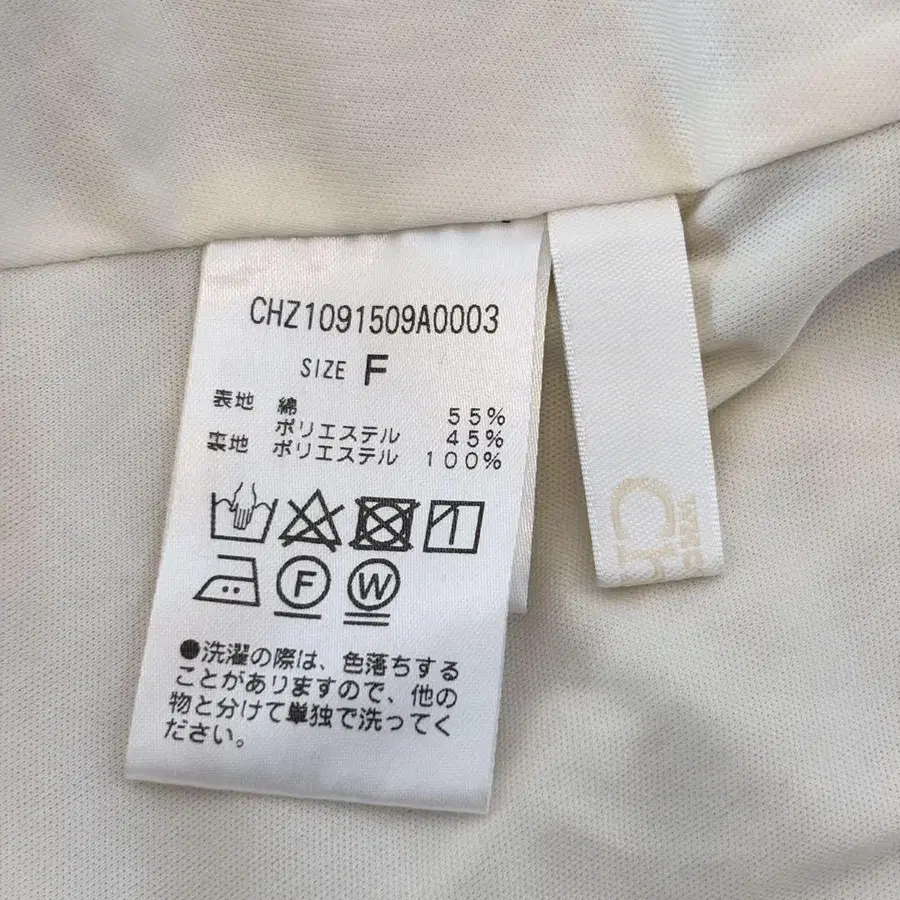 CHZ1091509A0003
SIZE F
表地 綿 55%
ポリエステル 45%
裏地 ポリエステル 100%
F W
●洗濯の際は、色落ちする
ことがありますので、他の
物と分けて単独で洗ってく
ださい。